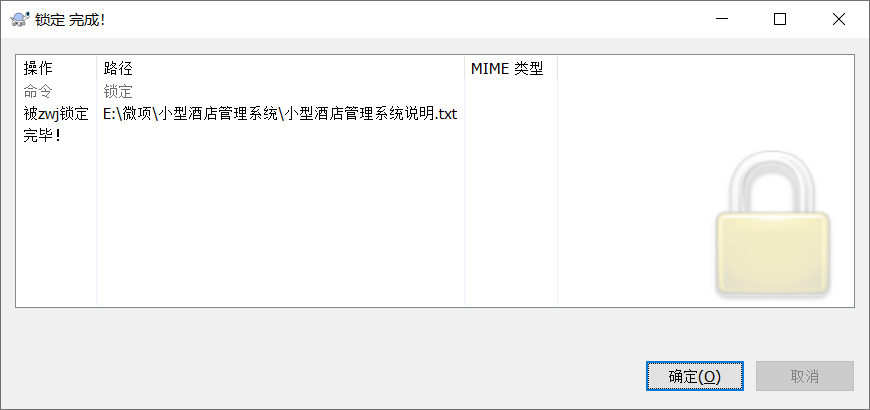 锁定 完成!
操作 路径 MIME 类型
命令 锁定
被zwj锁定 E:\微项\小型酒店管理系统\小型酒店管理系统说明.txt
完毕!
确定(O) 取消